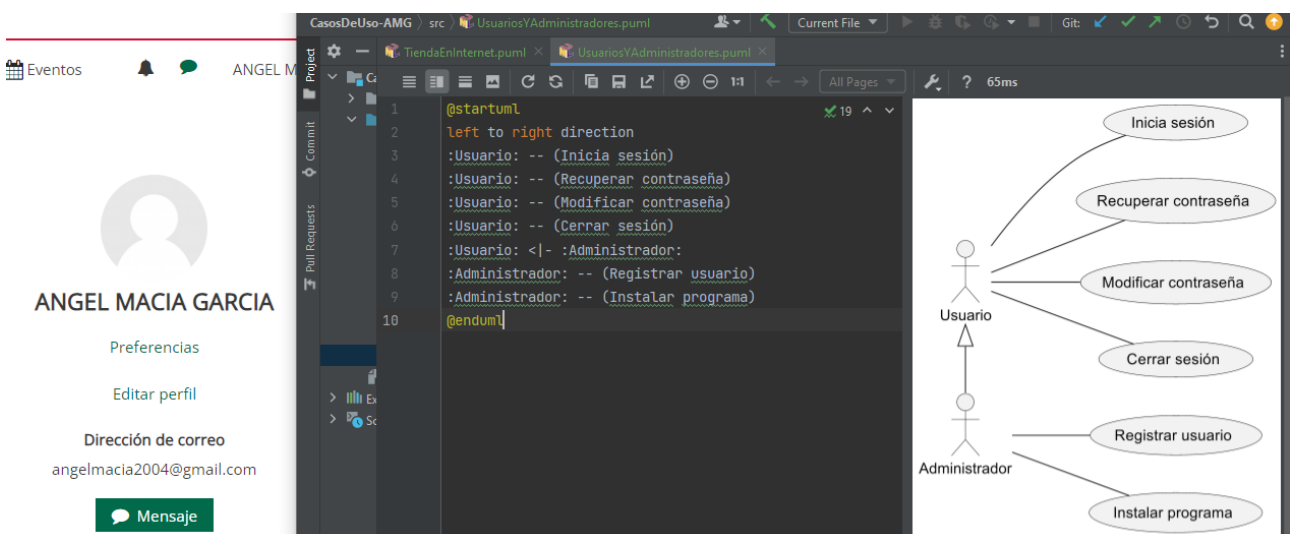 Eventos
ANGEL M
ANGEL MACIA GARCIA
Preferencias
Editar perfil
Dirección de correo
angelmacia2004@gmail.com
Mensaje
CasosDeUso-AMG > src > UsuariosYAdministradores.puml
Current File
Git:
Project
Commit
Pull Requests
TiendaEnInternet.puml
UsuariosYAdministradores.puml
Ca
Ex
Sc
1:1
All Pages
? 65ms
19
1 @startuml
2 left to right direction
3 :Usuario: -- (Inicia sesión)
4 :Usuario: -- (Recuperar contraseña)
5 :Usuario: -- (Modificar contraseña)
6 :Usuario: -- (Cerrar sesión)
7 :Usuario: <|- :Administrador:
8 :Administrador: -- (Registrar usuario)
9 :Administrador: -- (Instalar programa)
10 @enduml
Inicia sesión
Recuperar contraseña
Modificar contraseña
Usuario
Cerrar sesión
Registrar usuario
Administrador
Instalar programa